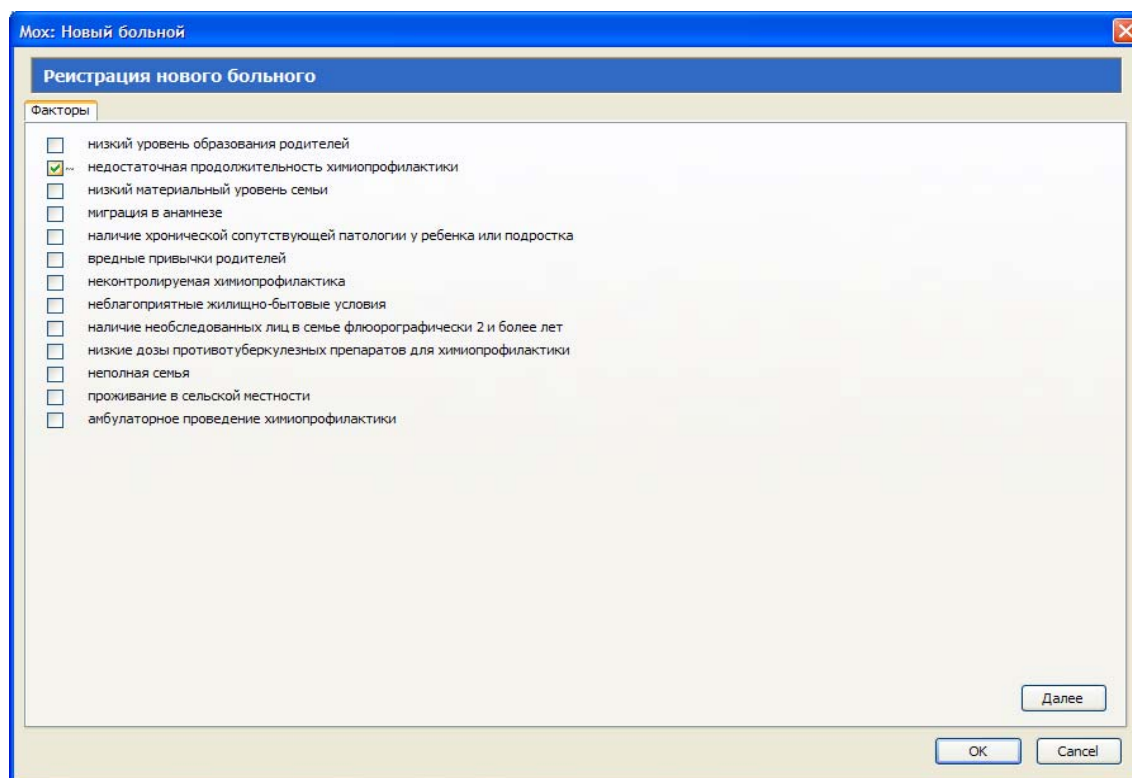 Мох: Новый больной
Реистрация нового больного
Факторы
низкий уровень образования родителей
недостаточная продолжительность химиопрофилактики
низкий материальный уровень семьи
миграция в анамнезе
наличие хронической сопутствующей патологии у ребенка или подростка
вредные привычки родителей
неконтролируемая химиопрофилактика
неблагоприятные жилищно-бытовые условия
наличие необследованных лиц в семье флюорографически 2 и более лет
низкие дозы противотуберкулезных препаратов для химиопрофилактики
неполная семья
проживание в сельской местности
амбулаторное проведение химиопрофилактики
Далее
OK Cancel